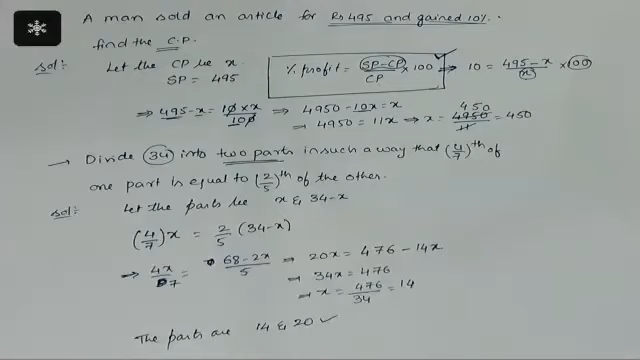 A man sold an article for Rs 495 and gained 10%.
find the C.P.
Sol:- Let the CP be x
SP = 495
% profit = (SP-CP)/CP × 100 ⇒ 10 = (495-x)/x × 100
⇒ 495-x = (10 × x)/100 ⇒ 4950 - 10x = x
⇒ 4950 = 11x ⇒ x = 4950/11 = 450
450
→ Divide 34 into two parts in such a way that (4/7)th of
one part is equal to (2/5)th of the other.
Sol:- Let the parts be x & 34-x
(4/7)x = 2/5 (34-x)
⇒ 4x/7 = (68-2x)/5 ⇒ 20x = 476 - 14x
⇒ 34x = 476
⇒ x = 476/34 = 14
The parts are 14 & 20 ✓